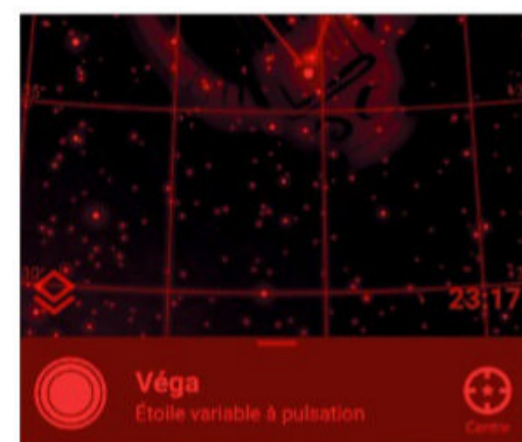 23:17
Véga
Étoile variable à pulsation
Centre